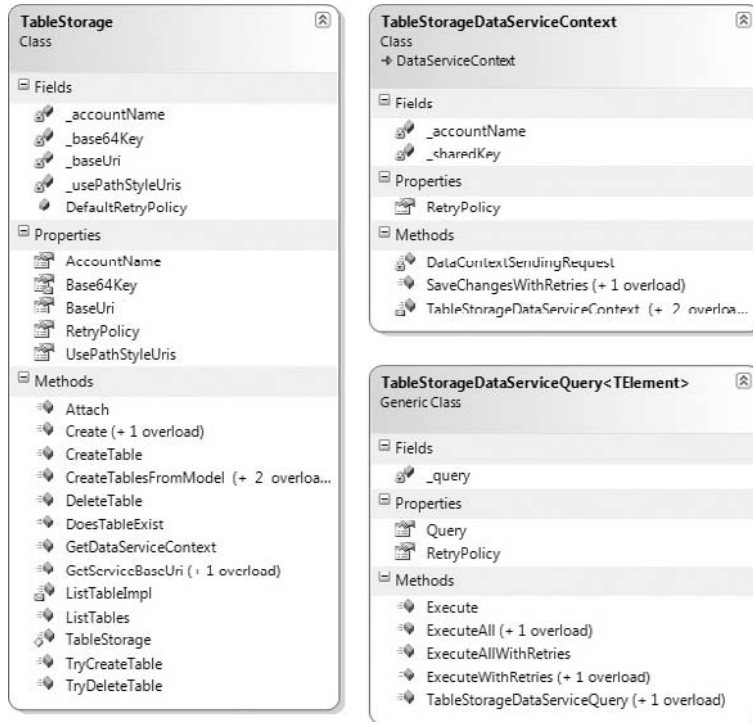 TableStorage
Class
Fields
_accountName
_base64Key
_baseUri
_usePathStyleUris
DefaultRetryPolicy
Properties
AccountName
Base64Key
BaseUri
RetryPolicy
UsePathStyleUris
Methods
Attach
Create (+ 1 overload)
CreateTable
CreateTablesFromModel (+ 2 overloa...
DeleteTable
DoesTableExist
GetDataServiceContext
GetServiceBaseUri (+ 1 overload)
ListTableImpl
ListTables
TableStorage
TryCreateTable
TryDeleteTable
TableStorageDataServiceContext
Class
DataServiceContext
Fields
_accountName
_sharedKey
Properties
RetryPolicy
Methods
DataContextSendingRequest
SaveChangesWithRetries (+ 1 overload)
TableStorageDataServiceContext (+ 2 overloa...
TableStorageDataServiceQuery<TElement>
Generic Class
Fields
_query
Properties
Query
RetryPolicy
Methods
Execute
ExecuteAll (+ 1 overload)
ExecuteAllWithRetries
ExecuteWithRetries (+ 1 overload)
TableStorageDataServiceQuery (+ 1 overload)